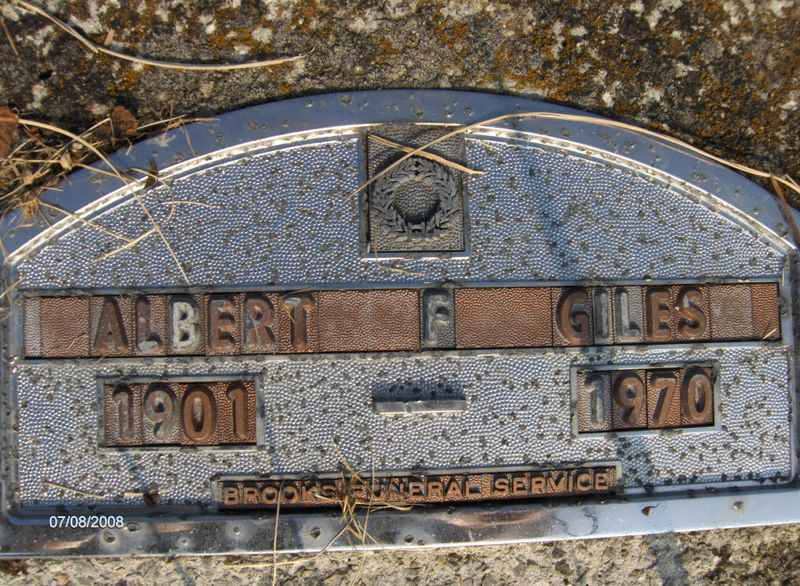 ALBERT F GILES
1901 - 1970
BROOKS FUNERAL SERVICE
07/08/2008